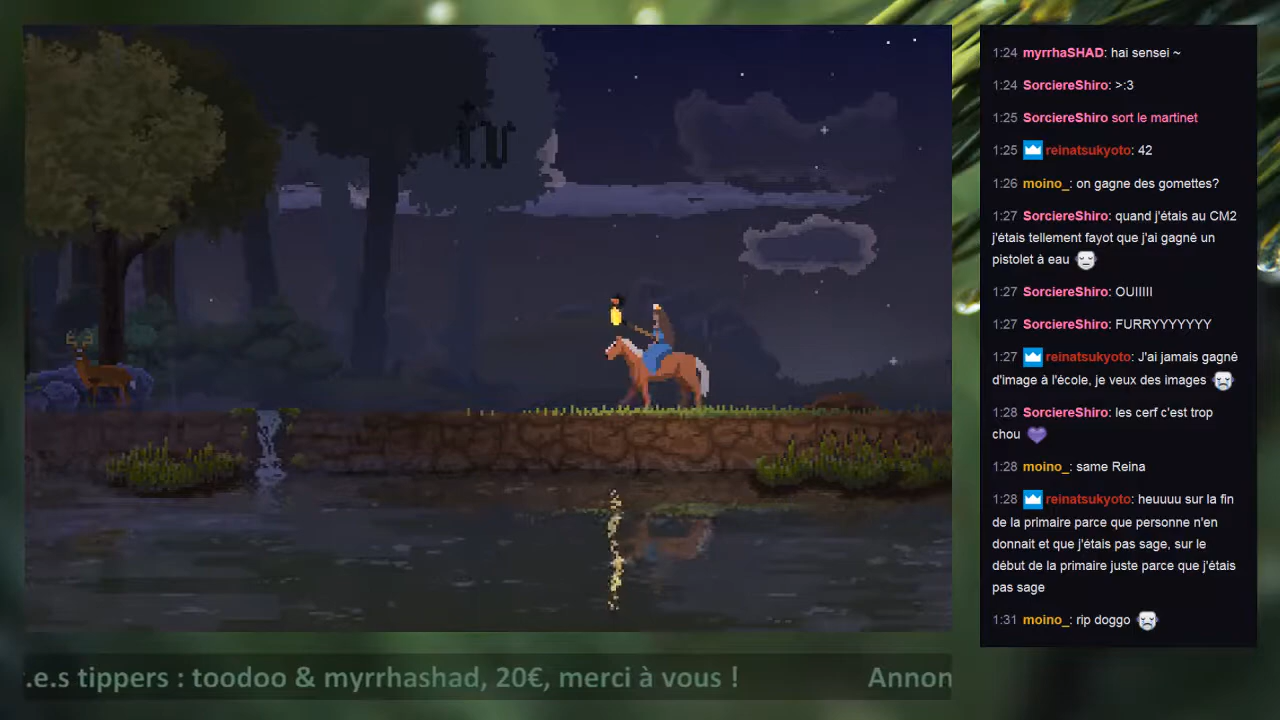 IV
1:24 myrrhaSHAD: hai sensei ~
1:24 SorciereShiro: >:3
1:25 SorciereShiro sort le martinet
1:25 reinatsukyoto: 42
1:26 moino_: on gagne des gomettes?
1:27 SorciereShiro: quand j'étais au CM2
j'étais tellement fayot que j'ai gagné un
pistolet à eau
1:27 SorciereShiro: OUIIIII
1:27 SorciereShiro: FURRYYYYYYY
1:27 reinatsukyoto: J'ai jamais gagné
d'image à l'école, je veux des images
1:28 SorciereShiro: les cerf c'est trop
chou
1:28 moino_: same Reina
1:28 reinatsukyoto: heuuuu sur la fin
de la primaire parce que personne n'en
donnait et que j'étais pas sage, sur le
début de la primaire juste parce que j'étais
pas sage
1:31 moino_: rip doggo
.e.s tippers : toodoo & myrrhashad, 20€, merci à vous ! Annon